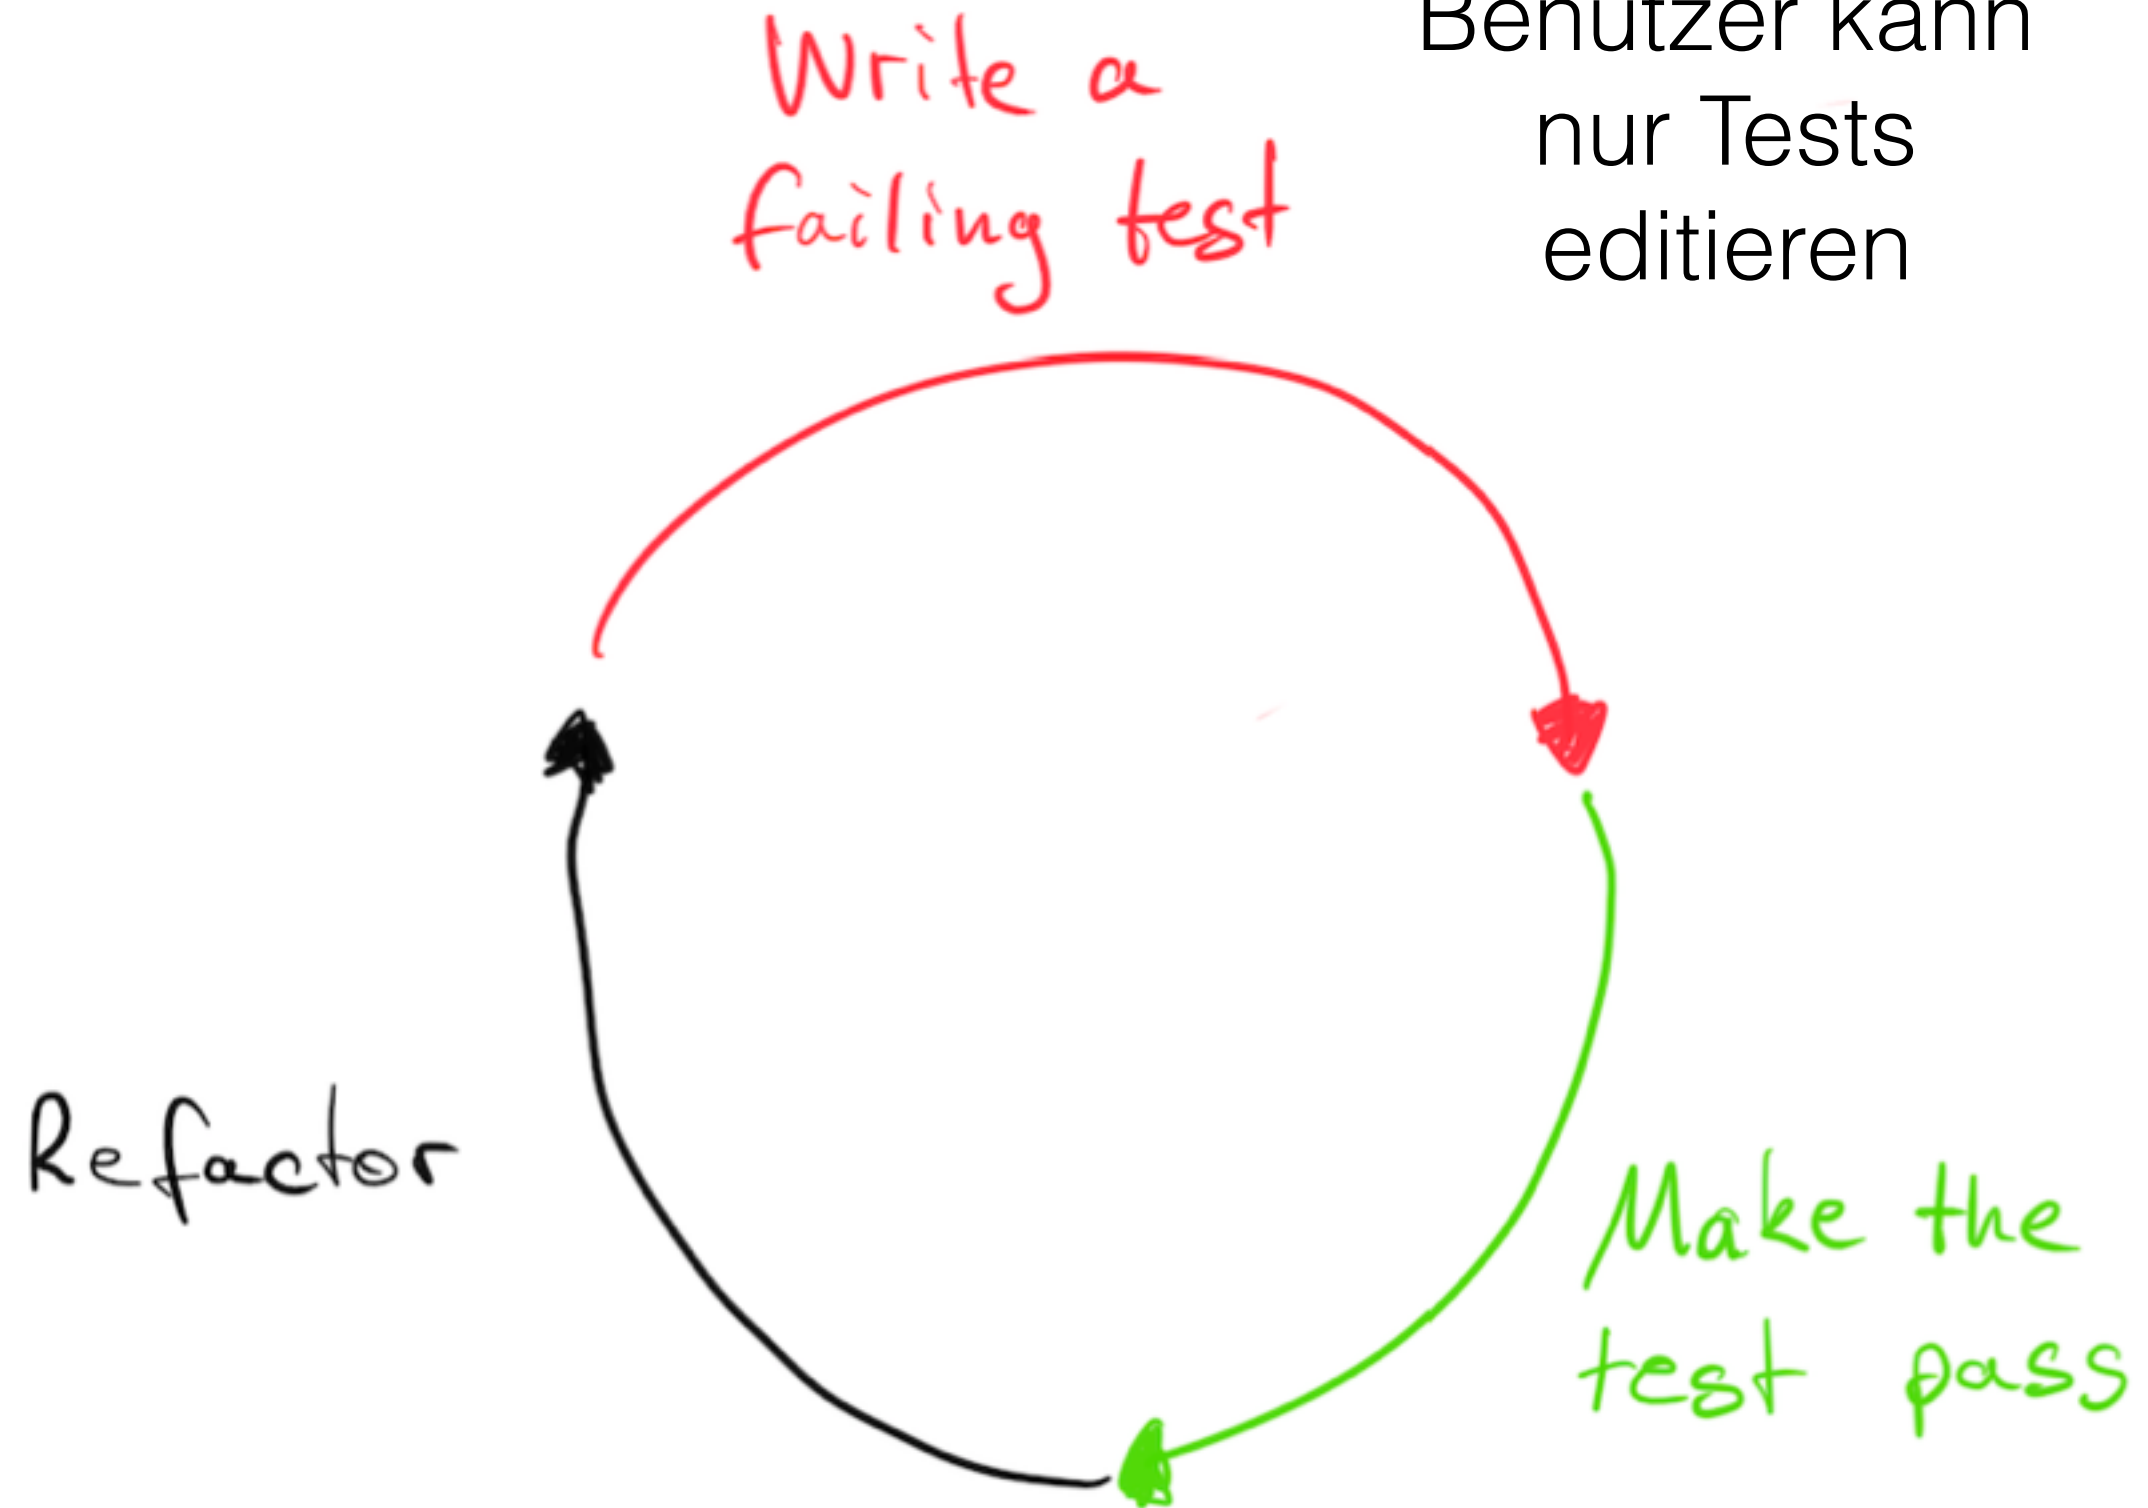 Write a
failing test
Benutzer kann
nur Tests
editieren
Refactor
Make the
test pass